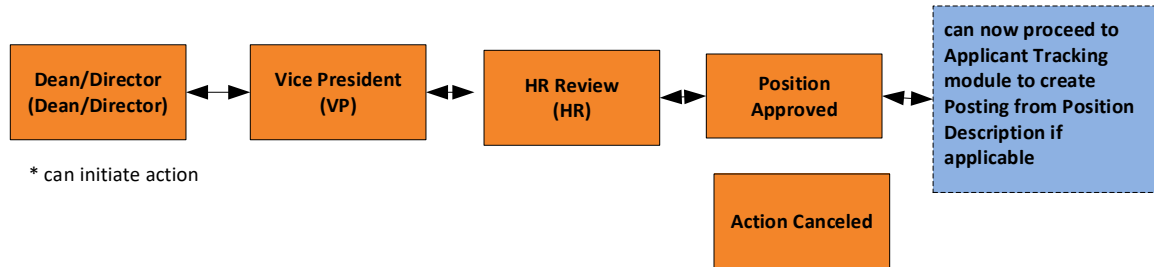 Dean/Director
(Dean/Director)
Vice President
(VP)
HR Review
(HR)
Position
Approved
can now proceed to
Applicant Tracking
module to create
Posting from Position
Description if
applicable
* can initiate action
Action Canceled